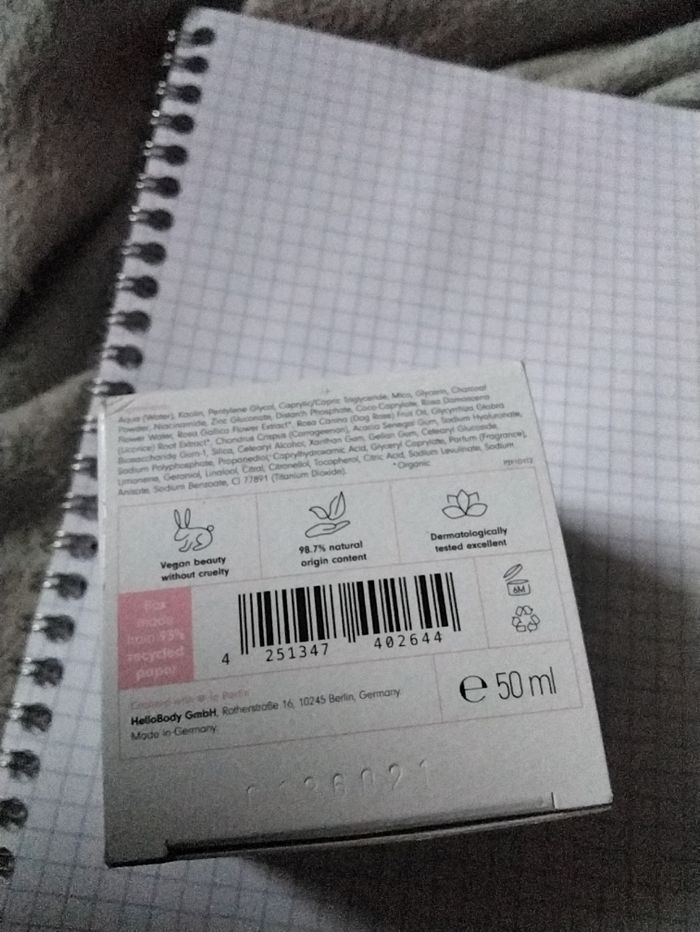 Aqua (Water), Kaolin, Pentylene Glycol, Caprylic/Capric Triglyceride, Mica, Glycerin, Charcoal
Powder, Niacinamide, Zinc Gluconate, Distarch Phosphate, Coco-Caprylate, Rosa Damascena
Flower Water, Rosa Gallica Flower Extract*, Rosa Canina (Dog Rose) Fruit Oil, Glycyrrhiza Glabra
(Licorice) Root Extract*, Chondrus Crispus (Carrageenan), Acacia Senegal Gum, Sodium Hyaluronate,
Biosaccharide Gum-1, Silica, Cetearyl Alcohol, Xanthan Gum, Gellan Gum, Cetearyl Glucoside,
Sodium Polyphosphate, Propanediol, Caprylhydroxamic Acid, Glyceryl Caprylate, Parfum (Fragrance),
Limonene, Geraniol, Linalool, Citral, Citronellol, Tocopherol, Citric Acid, Sodium Levulinate, Sodium
Anisate, Sodium Benzoate, CI 77891 (Titanium Dioxide).
*Organic
Vegan beauty
without cruelty
98.7% natural
origin content
Dermatologically
tested excellent
Box
made
from 95%
recycled
paper
4 251347 402644
6M
Created with in Berlin
HelloBody GmbH, Rotherstraße 16, 10245 Berlin, Germany
Made in Germany
e 50 ml